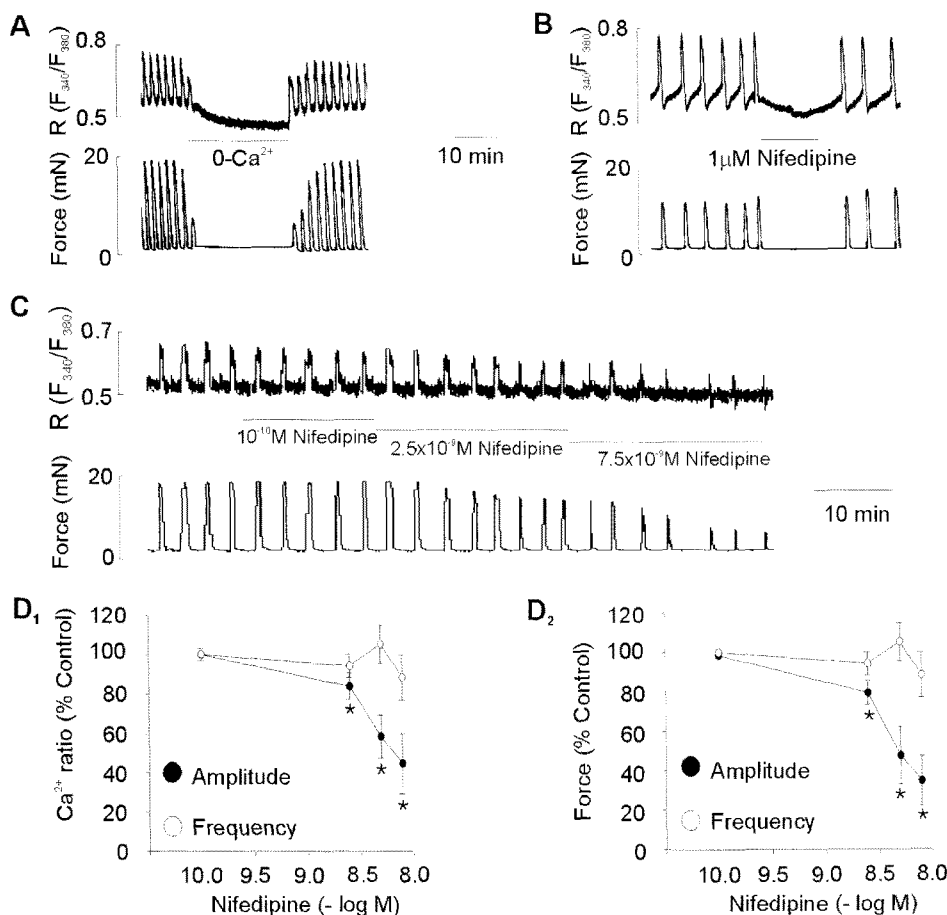 A
R (F340/F380)
0.8
0.5
0-Ca²⁺
10 min
Force (mN)
20
0
B
R (F340/F380)
0.8
0.5
1µM Nifedipine
Force (mN)
20
0
C
R (F340/F380)
0.7
0.5
10⁻¹⁰M Nifedipine
2.5x10⁻⁹M Nifedipine
7.5x10⁻⁹M Nifedipine
Force (mN)
20
0
10 min
D₁
Ca²⁺ ratio (% Control)
120
100
80
60
40
20
0
* * *
Amplitude
Frequency
10.0 9.5 9.0 8.5 8.0
Nifedipine (- log M)
D₂
Force (% Control)
120
100
80
60
40
20
0
* * *
Amplitude
Frequency
10.0 9.5 9.0 8.5 8.0
Nifedipine (- log M)